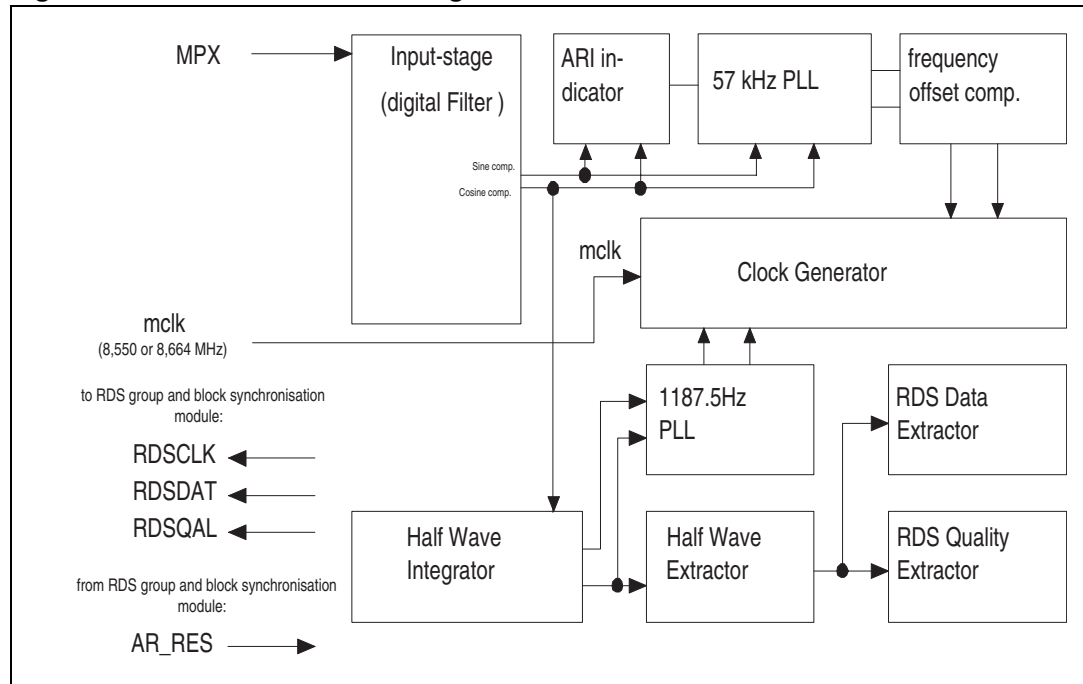 MPX
Input-stage
(digital Filter )
ARI in-
dicator
57 kHz PLL
frequency
offset comp.
Sine comp.
Cosine comp.
mclk
Clock Generator
mclk
(8,550 or 8,664 MHz)
to RDS group and block synchronisation
module:
RDSCLK
RDSDAT
RDSQAL
1187.5Hz
PLL
RDS Data
Extractor
Half Wave
Integrator
Half Wave
Extractor
RDS Quality
Extractor
from RDS group and block synchronisation
module:
AR_RES